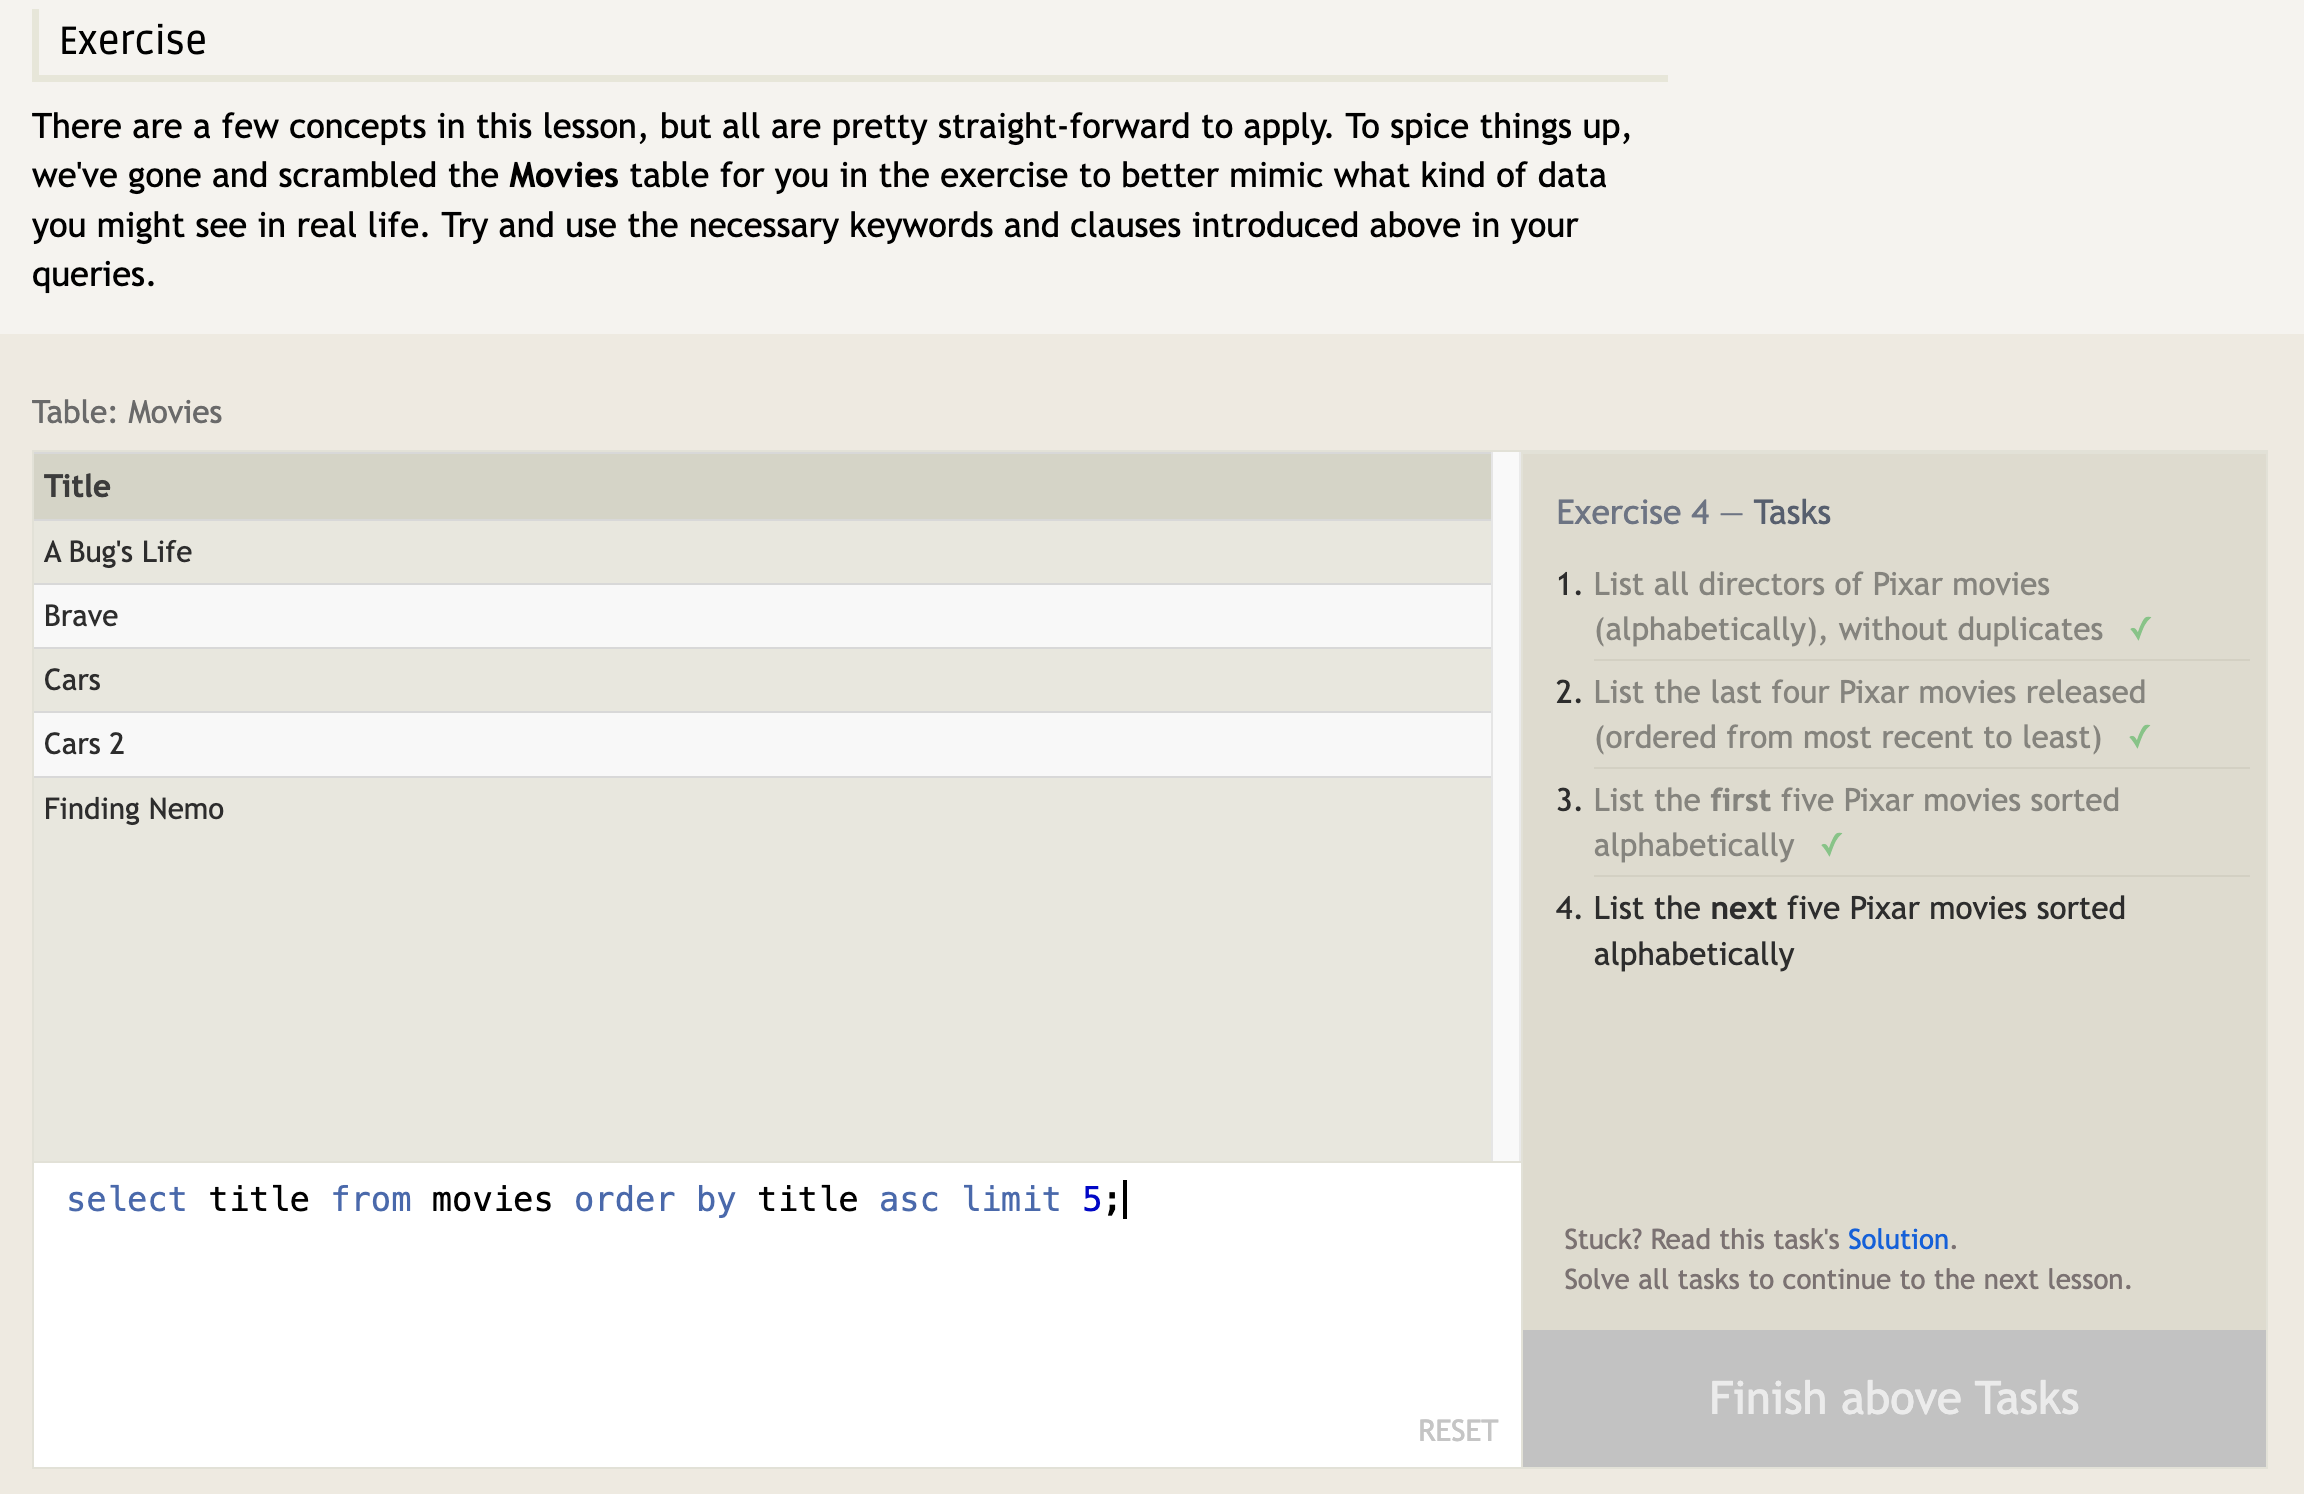 Exercise
There are a few concepts in this lesson, but all are pretty straight-forward to apply. To spice things up,
we've gone and scrambled the Movies table for you in the exercise to better mimic what kind of data
you might see in real life. Try and use the necessary keywords and clauses introduced above in your
queries.
Table: Movies
Title
A Bug's Life
Brave
Cars
Cars 2
Finding Nemo
select title from movies order by title asc limit 5;
RESET
Exercise 4 — Tasks
1. List all directors of Pixar movies
(alphabetically), without duplicates ✓
2. List the last four Pixar movies released
(ordered from most recent to least) ✓
3. List the first five Pixar movies sorted
alphabetically ✓
4. List the next five Pixar movies sorted
alphabetically
Stuck? Read this task's Solution.
Solve all tasks to continue to the next lesson.
Finish above Tasks